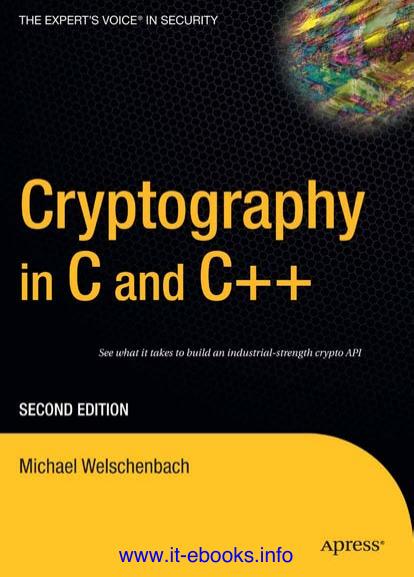 THE EXPERT'S VOICE® IN SECURITY
Cryptography
in C and C++
See what it takes to build an industrial-strength crypto API
SECOND EDITION
Michael Welschenbach
Apress®
www.it-ebooks.info